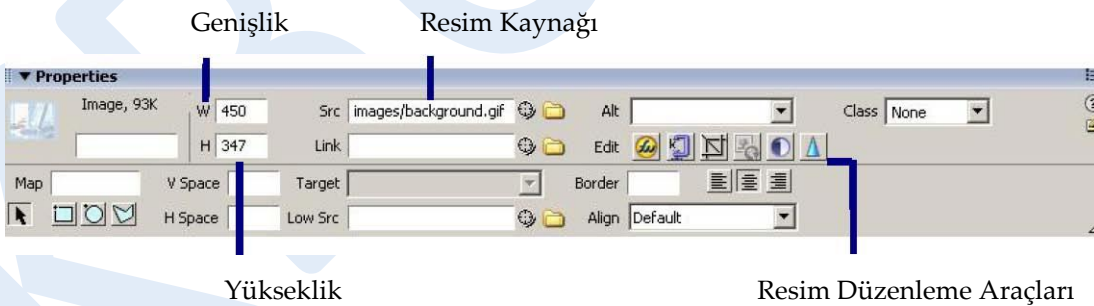 Genişlik Resim Kaynağı
Properties
Image, 93K W 450 Src images/background.gif Alt Class None
H 347 Link Edit
Map V Space Target Border
H Space Low Src Align Default
Yükseklik Resim Düzenleme Araçları